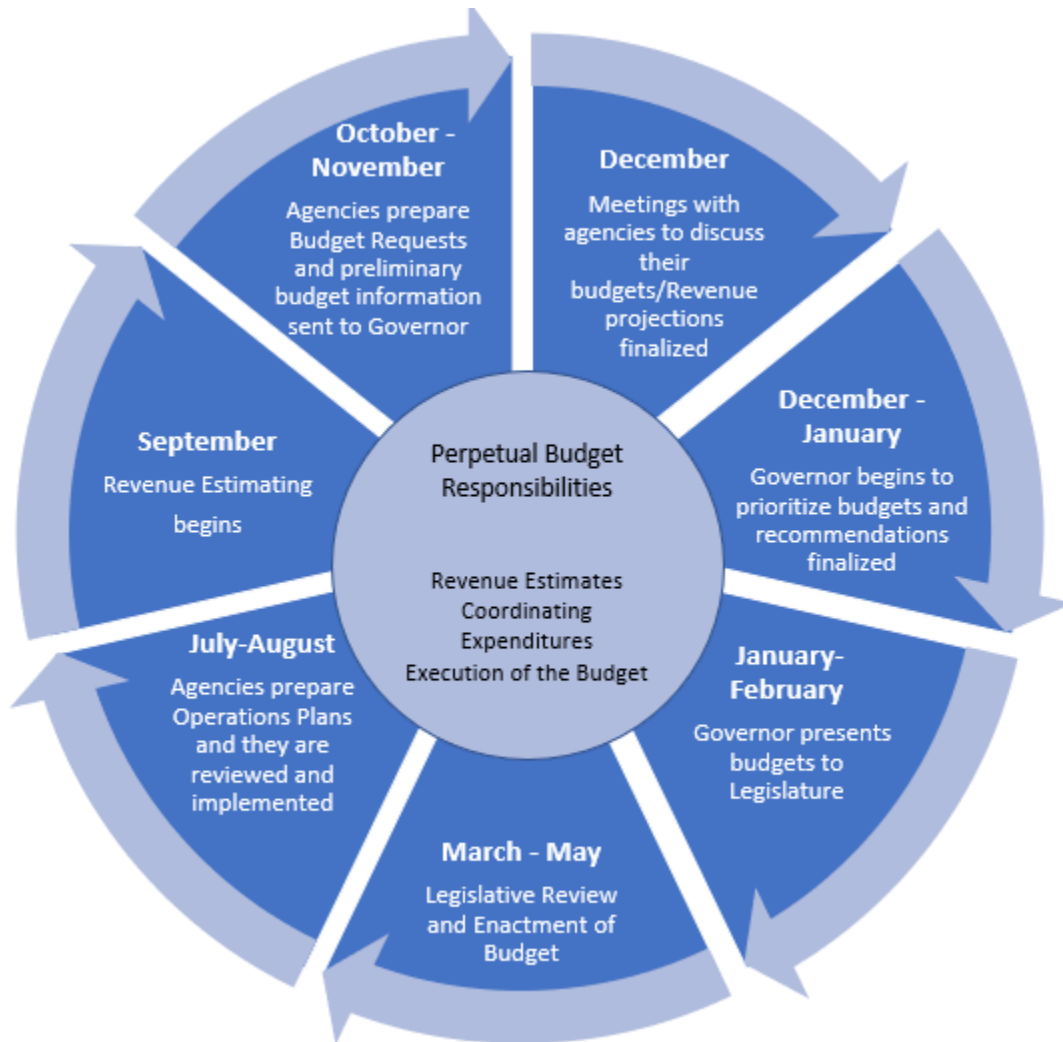 October -
November
Agencies prepare
Budget Requests
and preliminary
budget information
sent to Governor
December
Meetings with
agencies to discuss
their
budgets/Revenue
projections
finalized
December -
January
Governor begins to
prioritize budgets and
recommendations
finalized
January-
February
Governor presents
budgets to
Legislature
March - May
Legislative Review
and Enactment of
Budget
July-August
Agencies prepare
Operations Plans
and they are
reviewed and
implemented
September
Revenue Estimating
begins
Perpetual Budget
Responsibilities
Revenue Estimates
Coordinating
Expenditures
Execution of the Budget